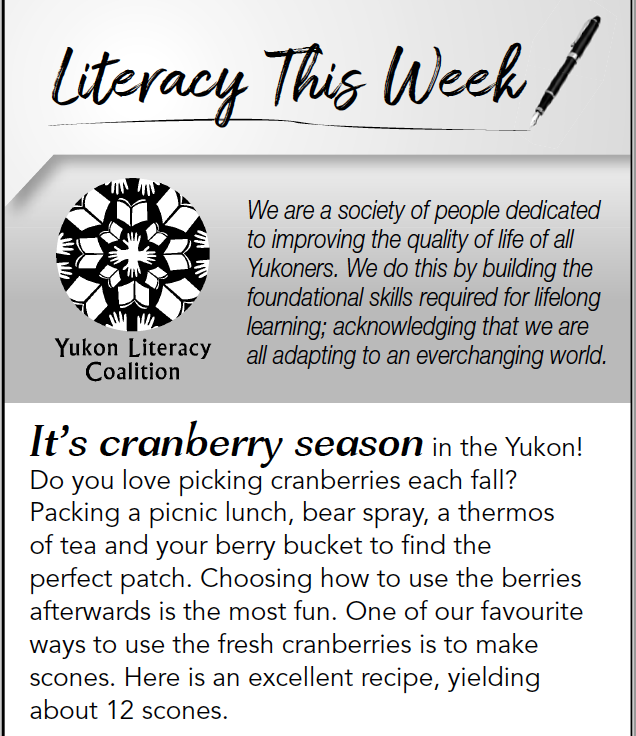 Literacy This Week
Yukon Literacy
Coalition
We are a society of people dedicated
to improving the quality of life of all
Yukoners. We do this by building the
foundational skills required for lifelong
learning; acknowledging that we are
all adapting to an everchanging world.
It's cranberry season in the Yukon!
Do you love picking cranberries each fall?
Packing a picnic lunch, bear spray, a thermos
of tea and your berry bucket to find the
perfect patch. Choosing how to use the berries
afterwards is the most fun. One of our favourite
ways to use the fresh cranberries is to make
scones. Here is an excellent recipe, yielding
about 12 scones.